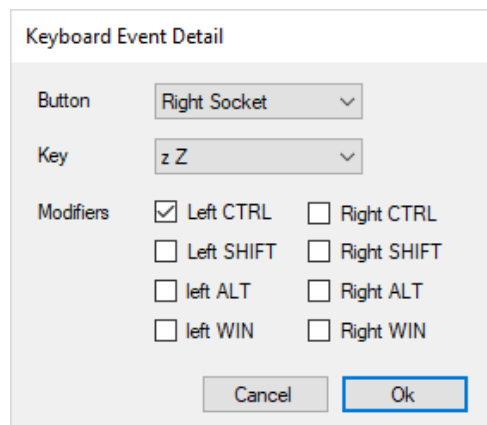 Keyboard Event Detail
Button Right Socket
Key z Z
Modifiers Left CTRL Right CTRL
Left SHIFT Right SHIFT
left ALT Right ALT
left WIN Right WIN
Cancel Ok